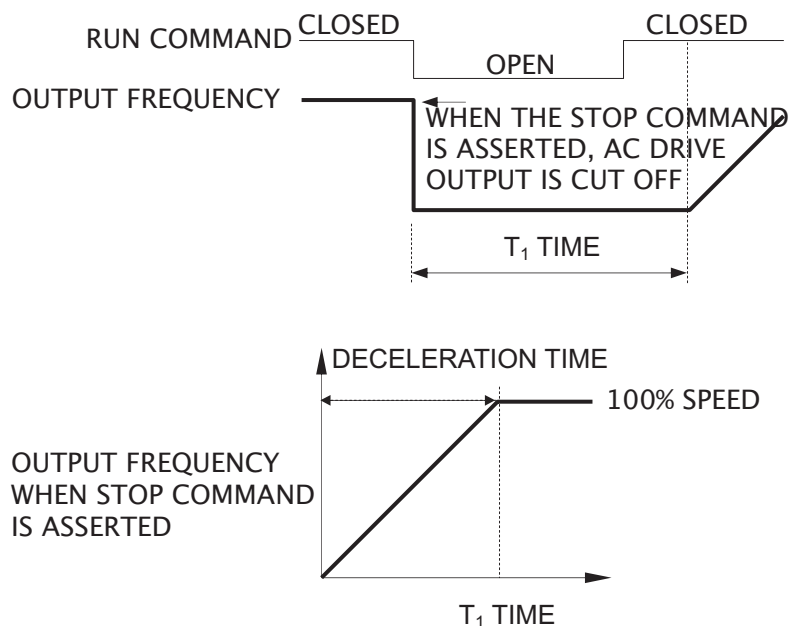 CLOSED
CLOSED
RUN COMMAND
OPEN
OUTPUT FREQUENCY
WHEN THE STOP COMMAND
IS ASSERTED, AC DRIVE
OUTPUT IS CUT OFF
T₁ TIME
DECELERATION TIME
100% SPEED
OUTPUT FREQUENCY
WHEN STOP COMMAND
IS ASSERTED
T₁ TIME